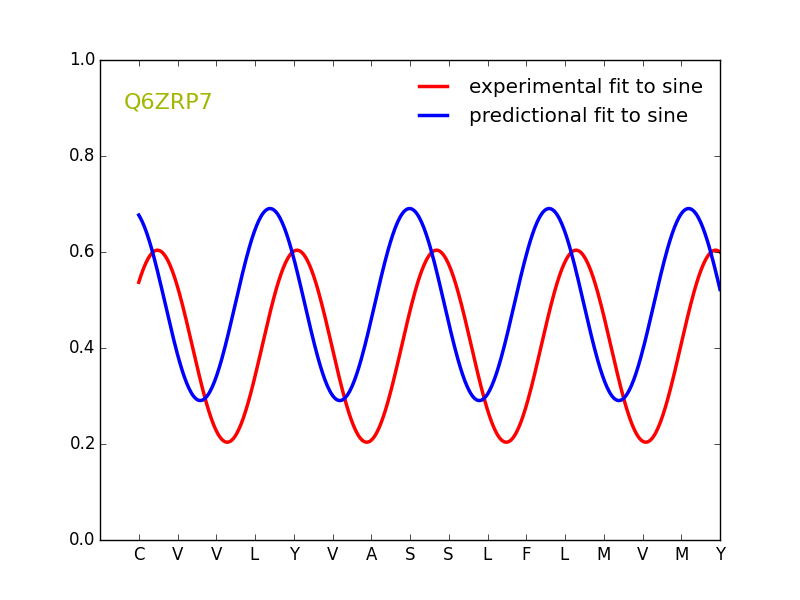 Q6ZRP7
experimental fit to sine
predictional fit to sine
1.0
0.8
0.6
0.4
0.2
0.0
C V V L Y V A S S L F L M V M Y